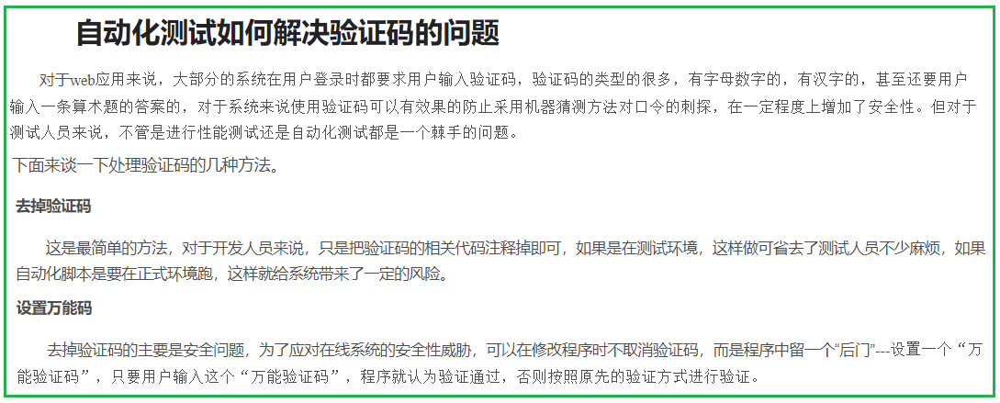 自动化测试如何解决验证码的问题
对于web应用来说，大部分的系统在用户登录时都要求用户输入验证码，验证码的类型的很多，有字母数字的，有汉字的，甚至还要用户
输入一条算术题的答案的，对于系统来说使用验证码可以有效果的防止采用机器猜测方法对口令的刺探，在一定程度上增加了安全性。但对于
测试人员来说，不管是进行性能测试还是自动化测试都是一个棘手的问题。
下面来谈一下处理验证码的几种方法。
去掉验证码
这是最简单的方法，对于开发人员来说，只是把验证码的相关代码注释掉即可，如果是在测试环境，这样做可省去了测试人员不少麻烦，如果
自动化脚本是要在正式环境跑，这样就给系统带来了一定的风险。
设置万能码
去掉验证码的主要是安全问题，为了应对在线系统的安全性威胁，可以在修改程序时不取消验证码，而是程序中留一个“后门”---设置一个“万
能验证码”，只要用户输入这个“万能验证码”，程序就认为验证通过，否则按照原先的验证方式进行验证。